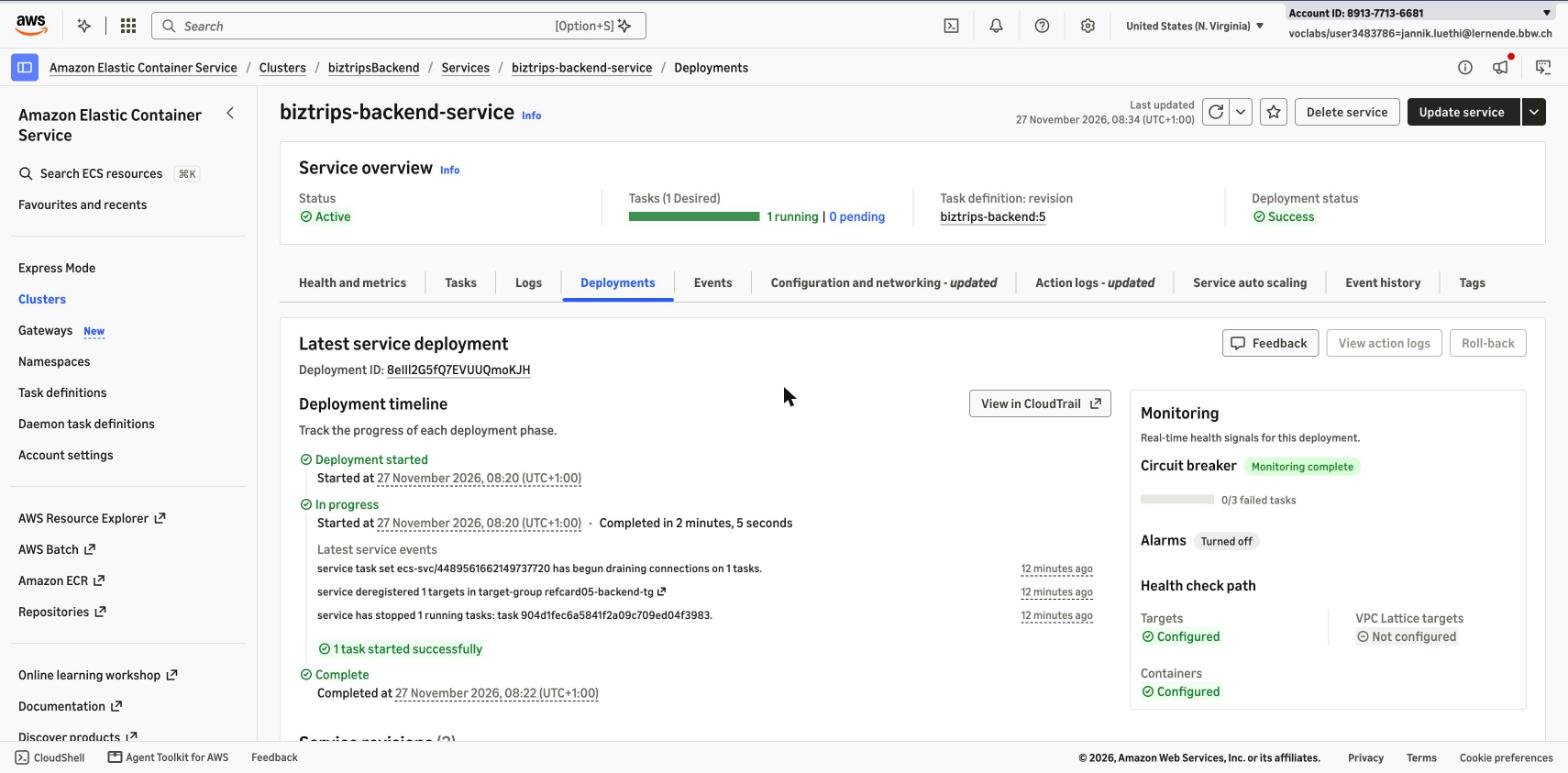 aws
Search [Option+S]
United States (N. Virginia)
Account ID: 8913-7713-6681
voclabs/user3483786=jannik.luethi@lernende.bbw.ch
Amazon Elastic Container Service / Clusters / biztripsBackend / Services / biztrips-backend-service / Deployments
Amazon Elastic Container
Service
Search ECS resources ⌘K
Favourites and recents
Express Mode
Clusters
Gateways New
Namespaces
Task definitions
Daemon task definitions
Account settings
AWS Resource Explorer
AWS Batch
Amazon ECR
Repositories
Online learning workshop
Documentation
Discover products
biztrips-backend-service Info
Last updated
27 November 2026, 08:34 (UTC+1:00)
Delete service
Update service
Service overview Info
Status
Active
Tasks (1 Desired)
1 running | 0 pending
Task definition: revision
biztrips-backend:5
Deployment status
Success
Health and metrics
Tasks
Logs
Deployments
Events
Configuration and networking - updated
Action logs - updated
Service auto scaling
Event history
Tags
Latest service deployment
Feedback
View action logs
Roll-back
Deployment ID: 8eIlI2G5fQ7EVUUQmoKJH
Deployment timeline
View in CloudTrail
Track the progress of each deployment phase.
Deployment started
Started at 27 November 2026, 08:20 (UTC+1:00)
In progress
Started at 27 November 2026, 08:20 (UTC+1:00) · Completed in 2 minutes, 5 seconds
Latest service events
service task set ecs-svc/4489561662149737720 has begun draining connections on 1 tasks. 12 minutes ago
service deregistered 1 targets in target-group refcard05-backend-tg 12 minutes ago
service has stopped 1 running tasks: task 904d1fec6a5841f2a09c709ed04f3983. 12 minutes ago
1 task started successfully
Complete
Completed at 27 November 2026, 08:22 (UTC+1:00)
Monitoring
Real-time health signals for this deployment.
Circuit breaker Monitoring complete
0/3 failed tasks
Alarms Turned off
Health check path
Targets
Configured
VPC Lattice targets
Not configured
Containers
Configured
Service revisions (2)
CloudShell
Agent Toolkit for AWS
Feedback
© 2026, Amazon Web Services, Inc. or its affiliates.
Privacy
Terms
Cookie preferences